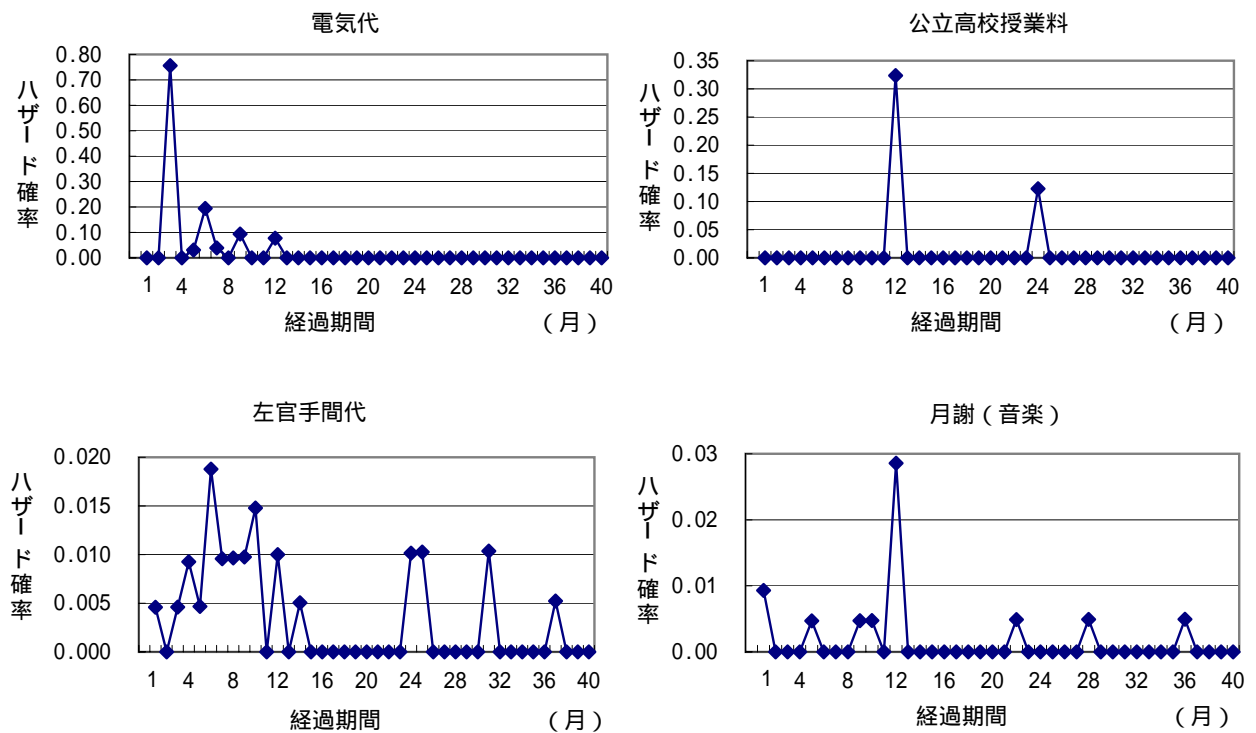 電気代
ハザード確率
0.80
0.70
0.60
0.50
0.40
0.30
0.20
0.10
0.00
1 4 8 12 16 20 24 28 32 36 40
経過期間 (月)
公立高校授業料
ハザード確率
0.35
0.30
0.25
0.20
0.15
0.10
0.05
0.00
1 4 8 12 16 20 24 28 32 36 40
経過期間 (月)
左官手間代
ハザード確率
0.020
0.015
0.010
0.005
0.000
1 4 8 12 16 20 24 28 32 36 40
経過期間 (月)
月謝(音楽)
ハザード確率
0.03
0.02
0.01
0.00
1 4 8 12 16 20 24 28 32 36 40
経過期間 (月)